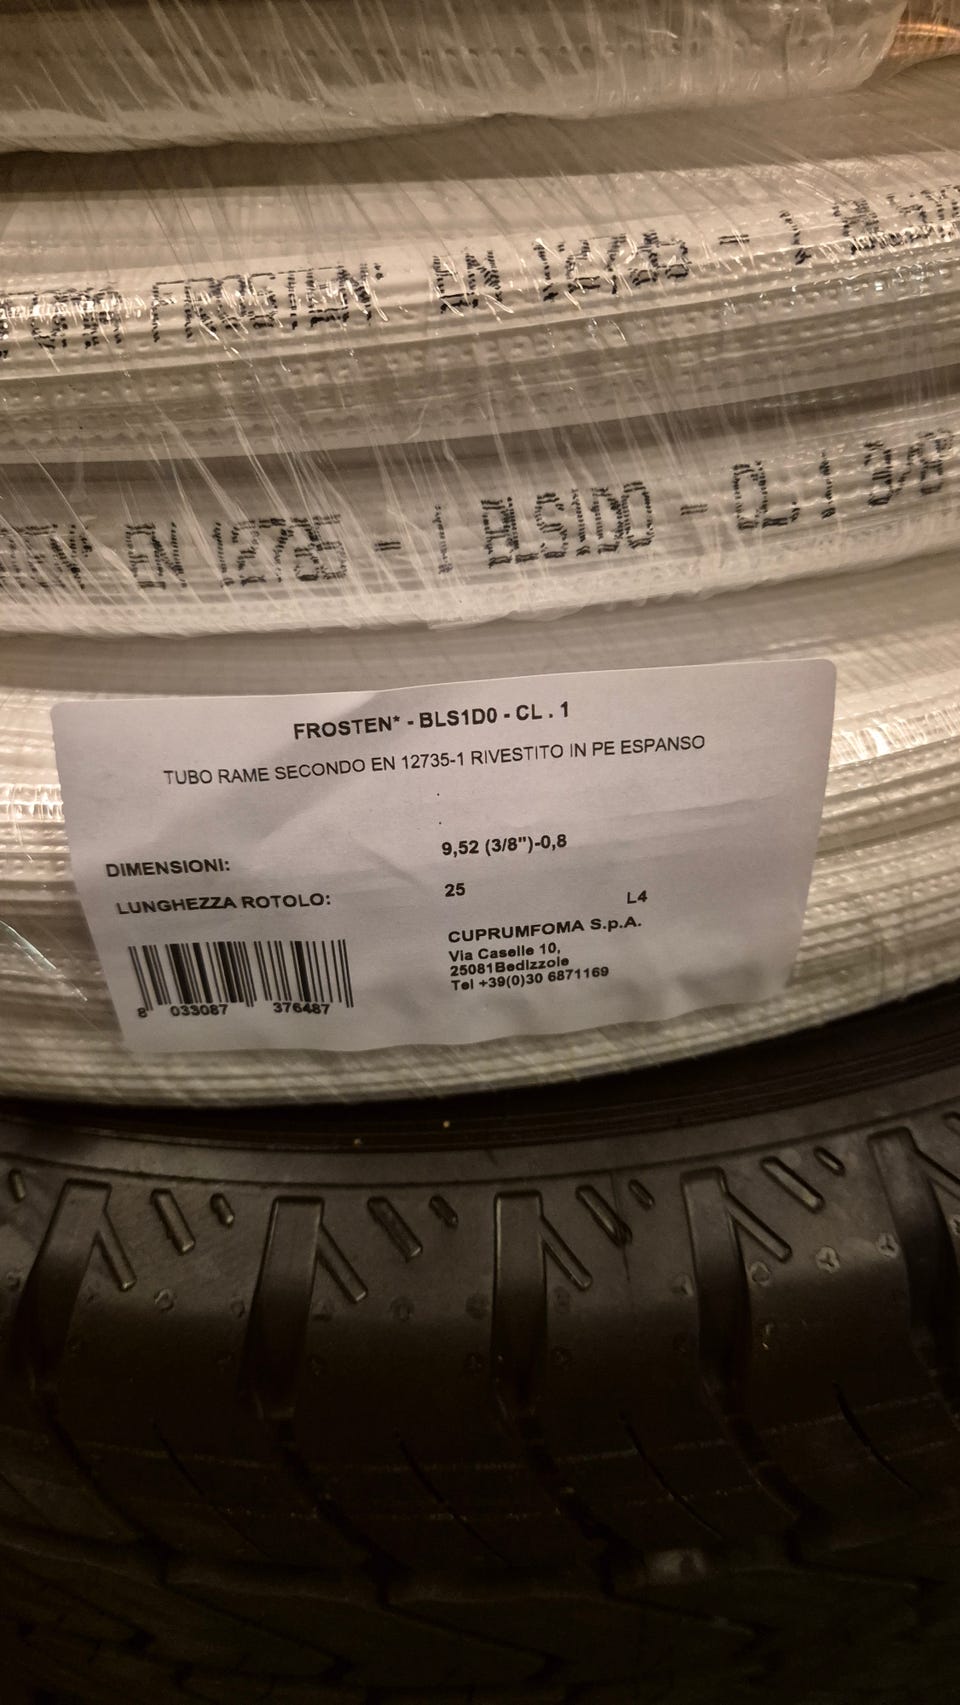 FROSTEN* EN 12735 - 1
EN 12735 - 1 BLS1D0 - CL.1
FROSTEN* - BLS1D0 - CL . 1
TUBO RAME SECONDO EN 12735-1 RIVESTITO IN PE ESPANSO
DIMENSIONI: 9,52 (3/8")-0,8
LUNGHEZZA ROTOLO: 25
L4
CUPRUMFOMA S.p.A.
Via Caselle 10,
25081Bedizzole
Tel +39(0)30 6871169
8 033087 376487